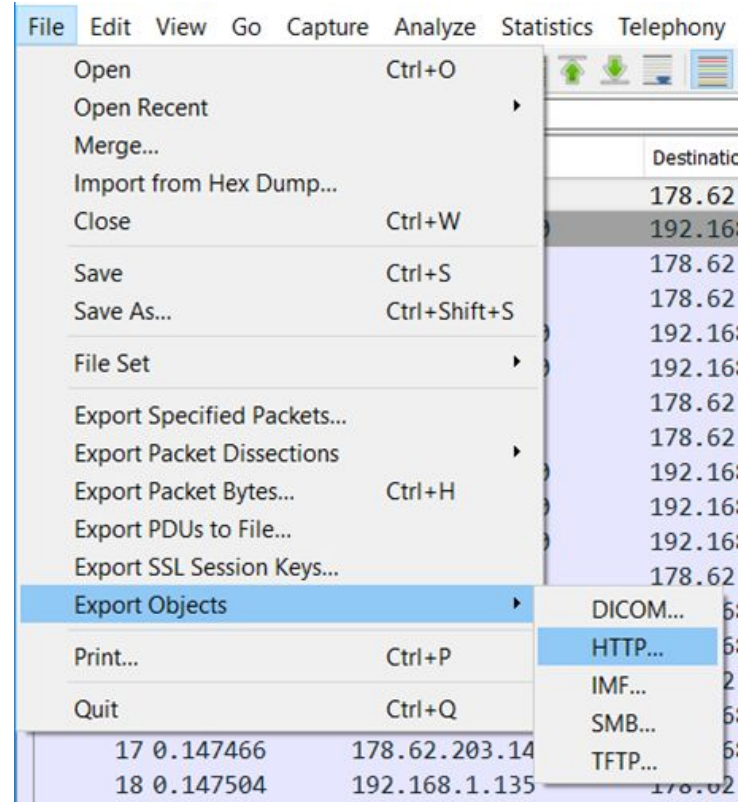 File Edit View Go Capture Analyze Statistics Telephony
Open Ctrl+O
Open Recent
Merge...
Destinatio
Import from Hex Dump...
178.62
Close Ctrl+W
192.168
178.62
Save Ctrl+S
178.62
Save As... Ctrl+Shift+S
192.168
File Set
192.168
178.62
Export Specified Packets...
178.62
Export Packet Dissections
192.168
Export Packet Bytes... Ctrl+H
192.168
Export PDUs to File...
192.168
Export SSL Session Keys...
178.62
Export Objects
DICOM...
HTTP...
Print... Ctrl+P
IMF...
Quit Ctrl+Q
SMB...
17 0.147466 178.62.203.14
TFTP...
18 0.147504 192.168.1.135 178.62